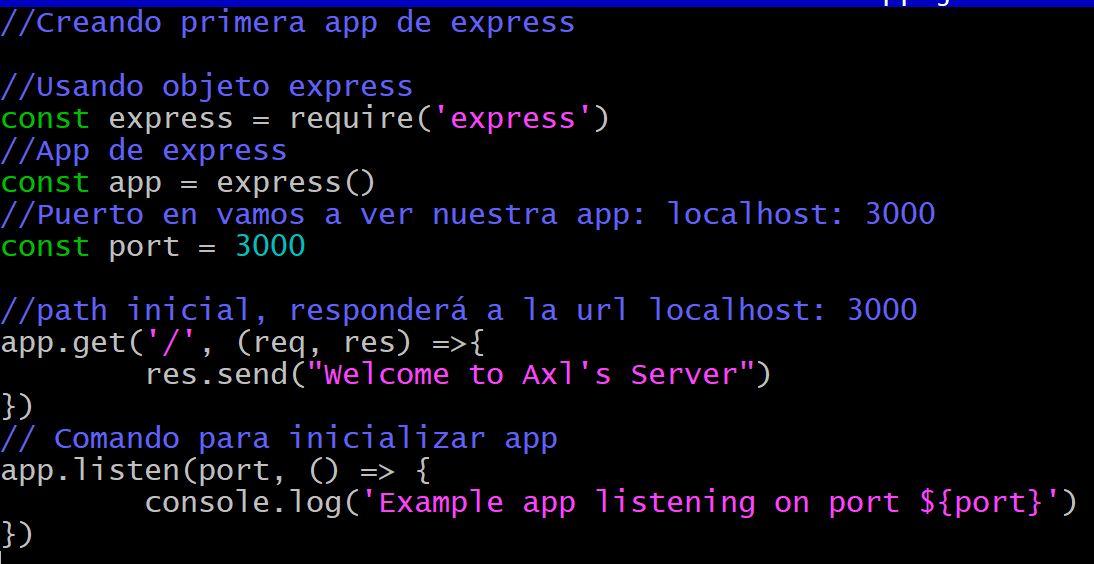 //Creando primera app de express
//Usando objeto express
const express = require('express')
//App de express
const app = express()
//Puerto en vamos a ver nuestra app: localhost: 3000
const port = 3000
//path inicial, responderá a la url localhost: 3000
app.get('/', (req, res) =>{
res.send("Welcome to Axl's Server")
})
// Comando para inicializar app
app.listen(port, () => {
console.log('Example app listening on port ${port}')
})